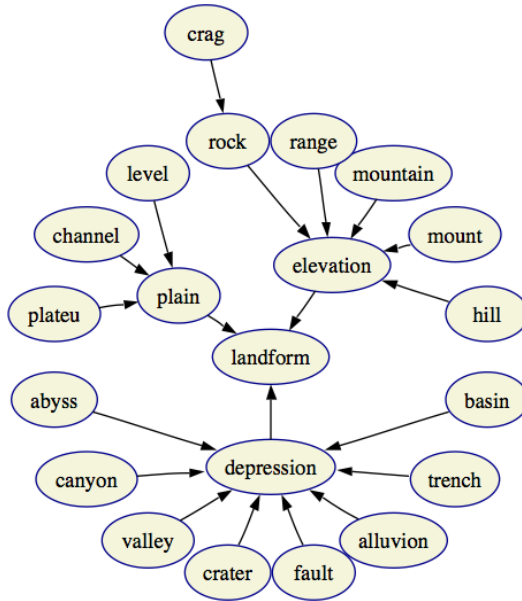 crag
rock
range
level
mountain
channel
mount
elevation
plain
plateu
hill
landform
abyss
basin
depression
canyon
trench
valley
alluvion
crater
fault